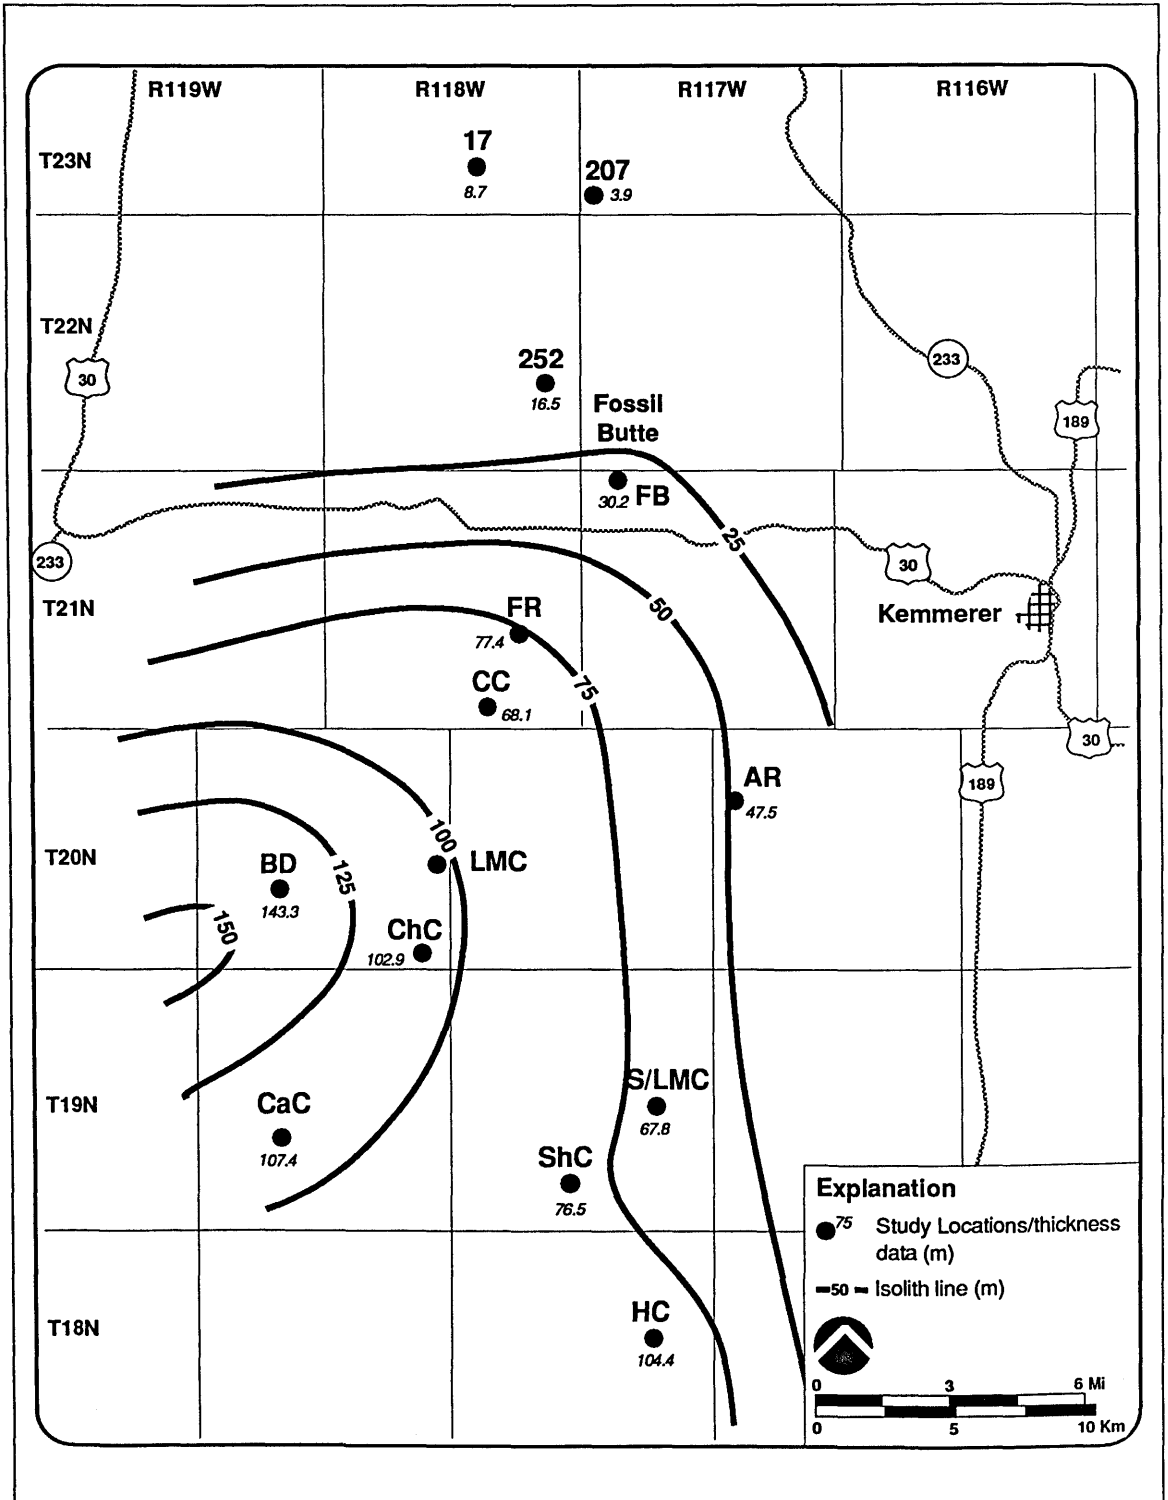 R119W
R118W
R117W
R116W
T23N
17
8.7
207
3.9
T22N
30
252
16.5
233
189
Fossil
Butte
30.2
FB
25
233
30
T21N
50
FR
77.4
Kemmerer
CC
68.1
75
30
AR
47.5
189
100
T20N
BD
143.3
125
LMC
150
ChC
102.9
T19N
CaC
107.4
S/LMC
67.8
ShC
76.5
T18N
HC
104.4
Explanation
75 Study Locations/thickness
data (m)
50 Isolith line (m)
0 3 6 Mi
0 5 10 Km